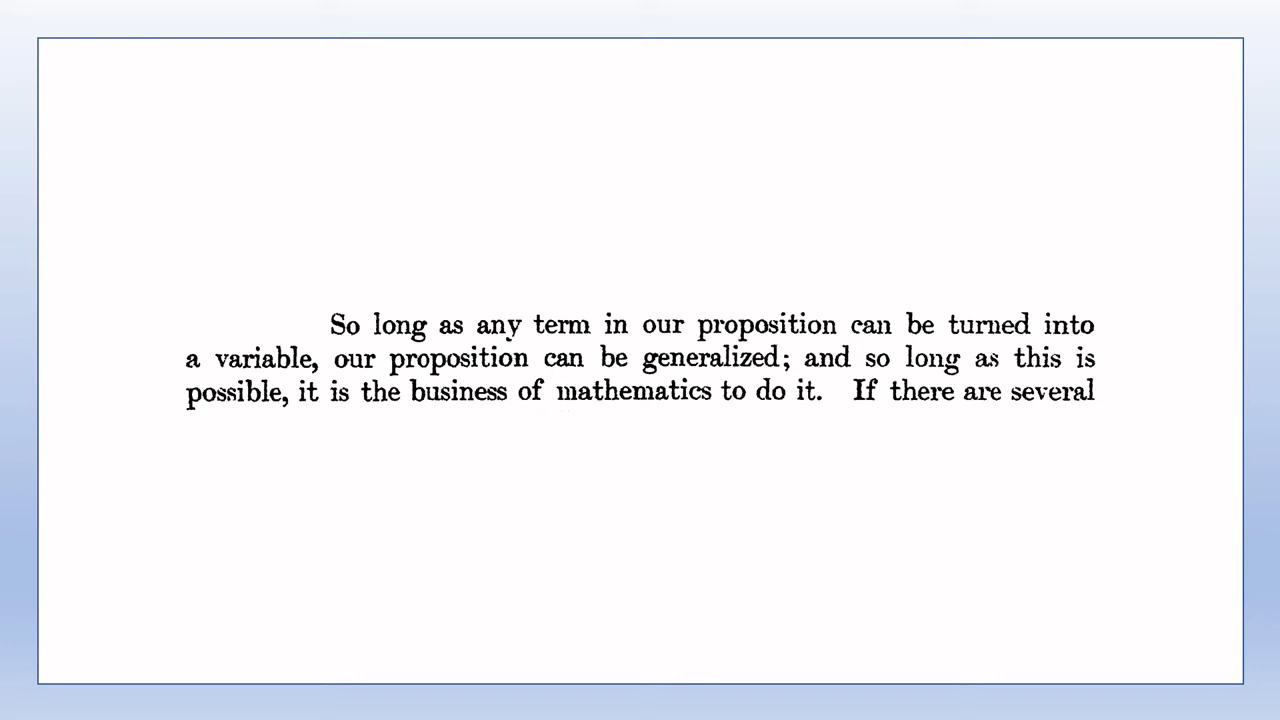 So long as any term in our proposition can be turned into
a variable, our proposition can be generalized; and so long as this is
possible, it is the business of mathematics to do it. If there are several